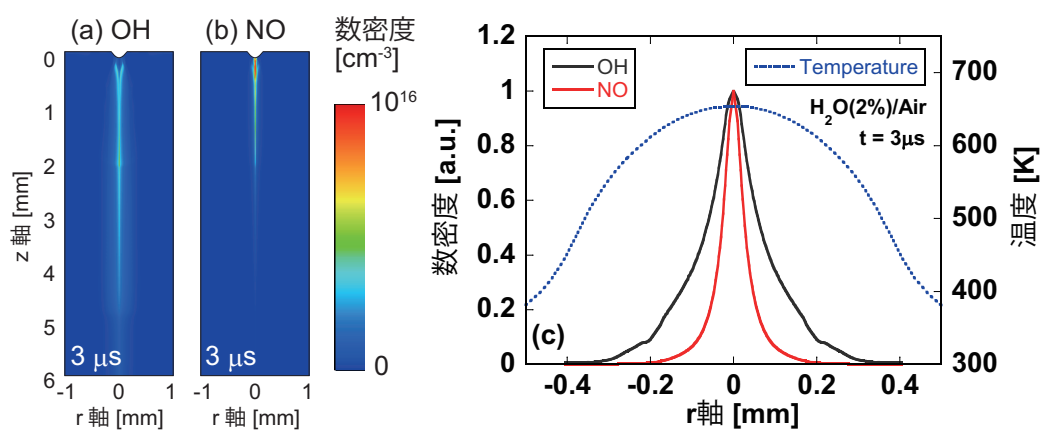 (a) OH
(b) NO
数密度
[cm-3]
1016
0
z 軸 [mm]
0
1
2
3
4
5
6
3 μs
3 μs
-1 0 1
-1 0 1
r 軸 [mm]
r 軸 [mm]
1.2
1
0.8
0.6
0.4
0.2
0
数密度 [a.u.]
OH
NO
Temperature
H2O(2%)/Air
t = 3μs
(c)
700
600
500
400
300
温度 [K]
-0.4 -0.2 0 0.2 0.4
r軸 [mm]